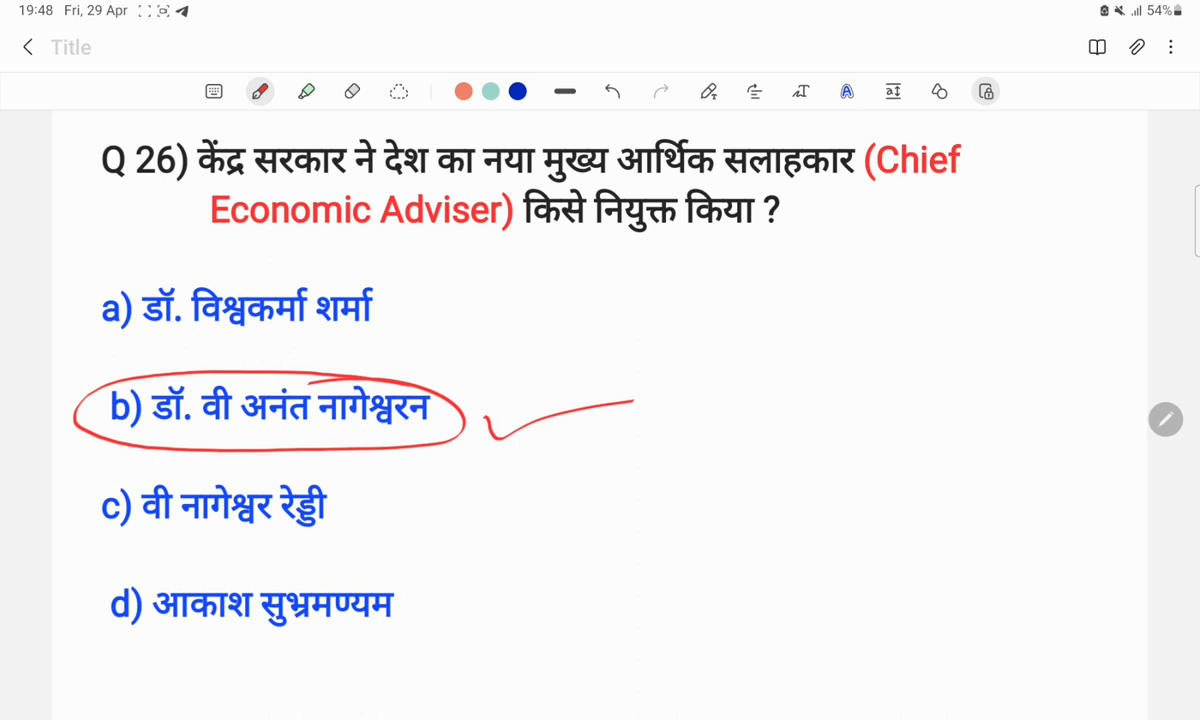 19:48 Fri, 29 Apr 54%
Title
Q 26) केंद्र सरकार ने देश का नया मुख्य आर्थिक सलाहकार (Chief
Economic Adviser) किसे नियुक्त किया ?
a) डॉ. विश्वकर्मा शर्मा
b) डॉ. वी अनंत नागेश्वरन
c) वी नागेश्वर रेड्डी
d) आकाश सुभ्रमण्यम